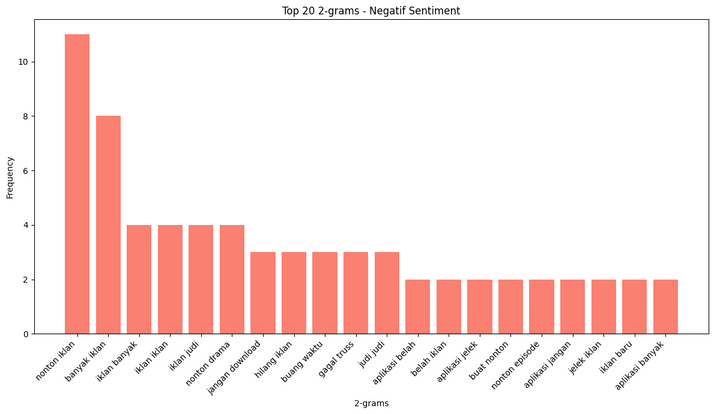 Top 20 2-grams - Negatif Sentiment
Frequency
10
8
6
4
2
0
nonton iklan
banyak iklan
iklan banyak
iklan iklan
iklan judi
nonton drama
jangan download
hilang iklan
buang waktu
gagal truss
judi judi
aplikasi belah
belah iklan
aplikasi jelek
buat nonton
nonton episode
aplikasi jangan
jelek iklan
iklan baru
aplikasi banyak
2-grams